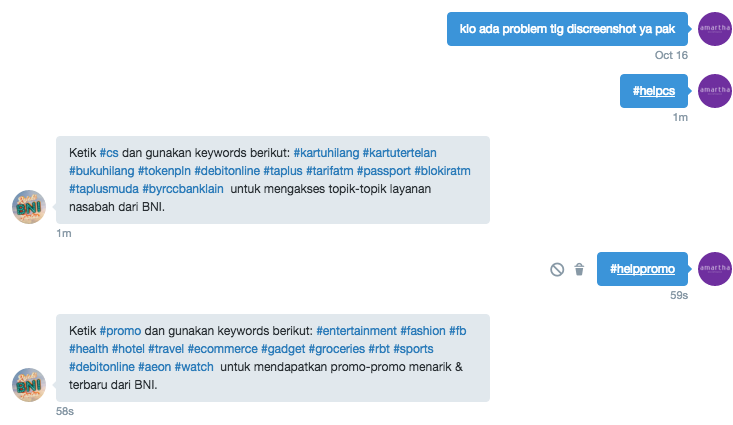 klo ada problem tlg discreenshot ya pak
amartha
Oct 16
#helpcs
amartha
1m
Ketik #cs dan gunakan keywords berikut: #kartuhilang #kartutertelan
#bukuhilang #tokenpln #debitonline #taplus #tarifatm #passport #blokiratm
#taplusmuda #byrccbanklain untuk mengakses topik-topik layanan
nasabah dari BNI.
BNI
1m
#helppromo
amartha
59s
Ketik #promo dan gunakan keywords berikut: #entertainment #fashion #fb
#health #hotel #travel #ecommerce #gadget #groceries #rbt #sports
#debitonline #aeon #watch untuk mendapatkan promo-promo menarik &
terbaru dari BNI.
BNI
58s